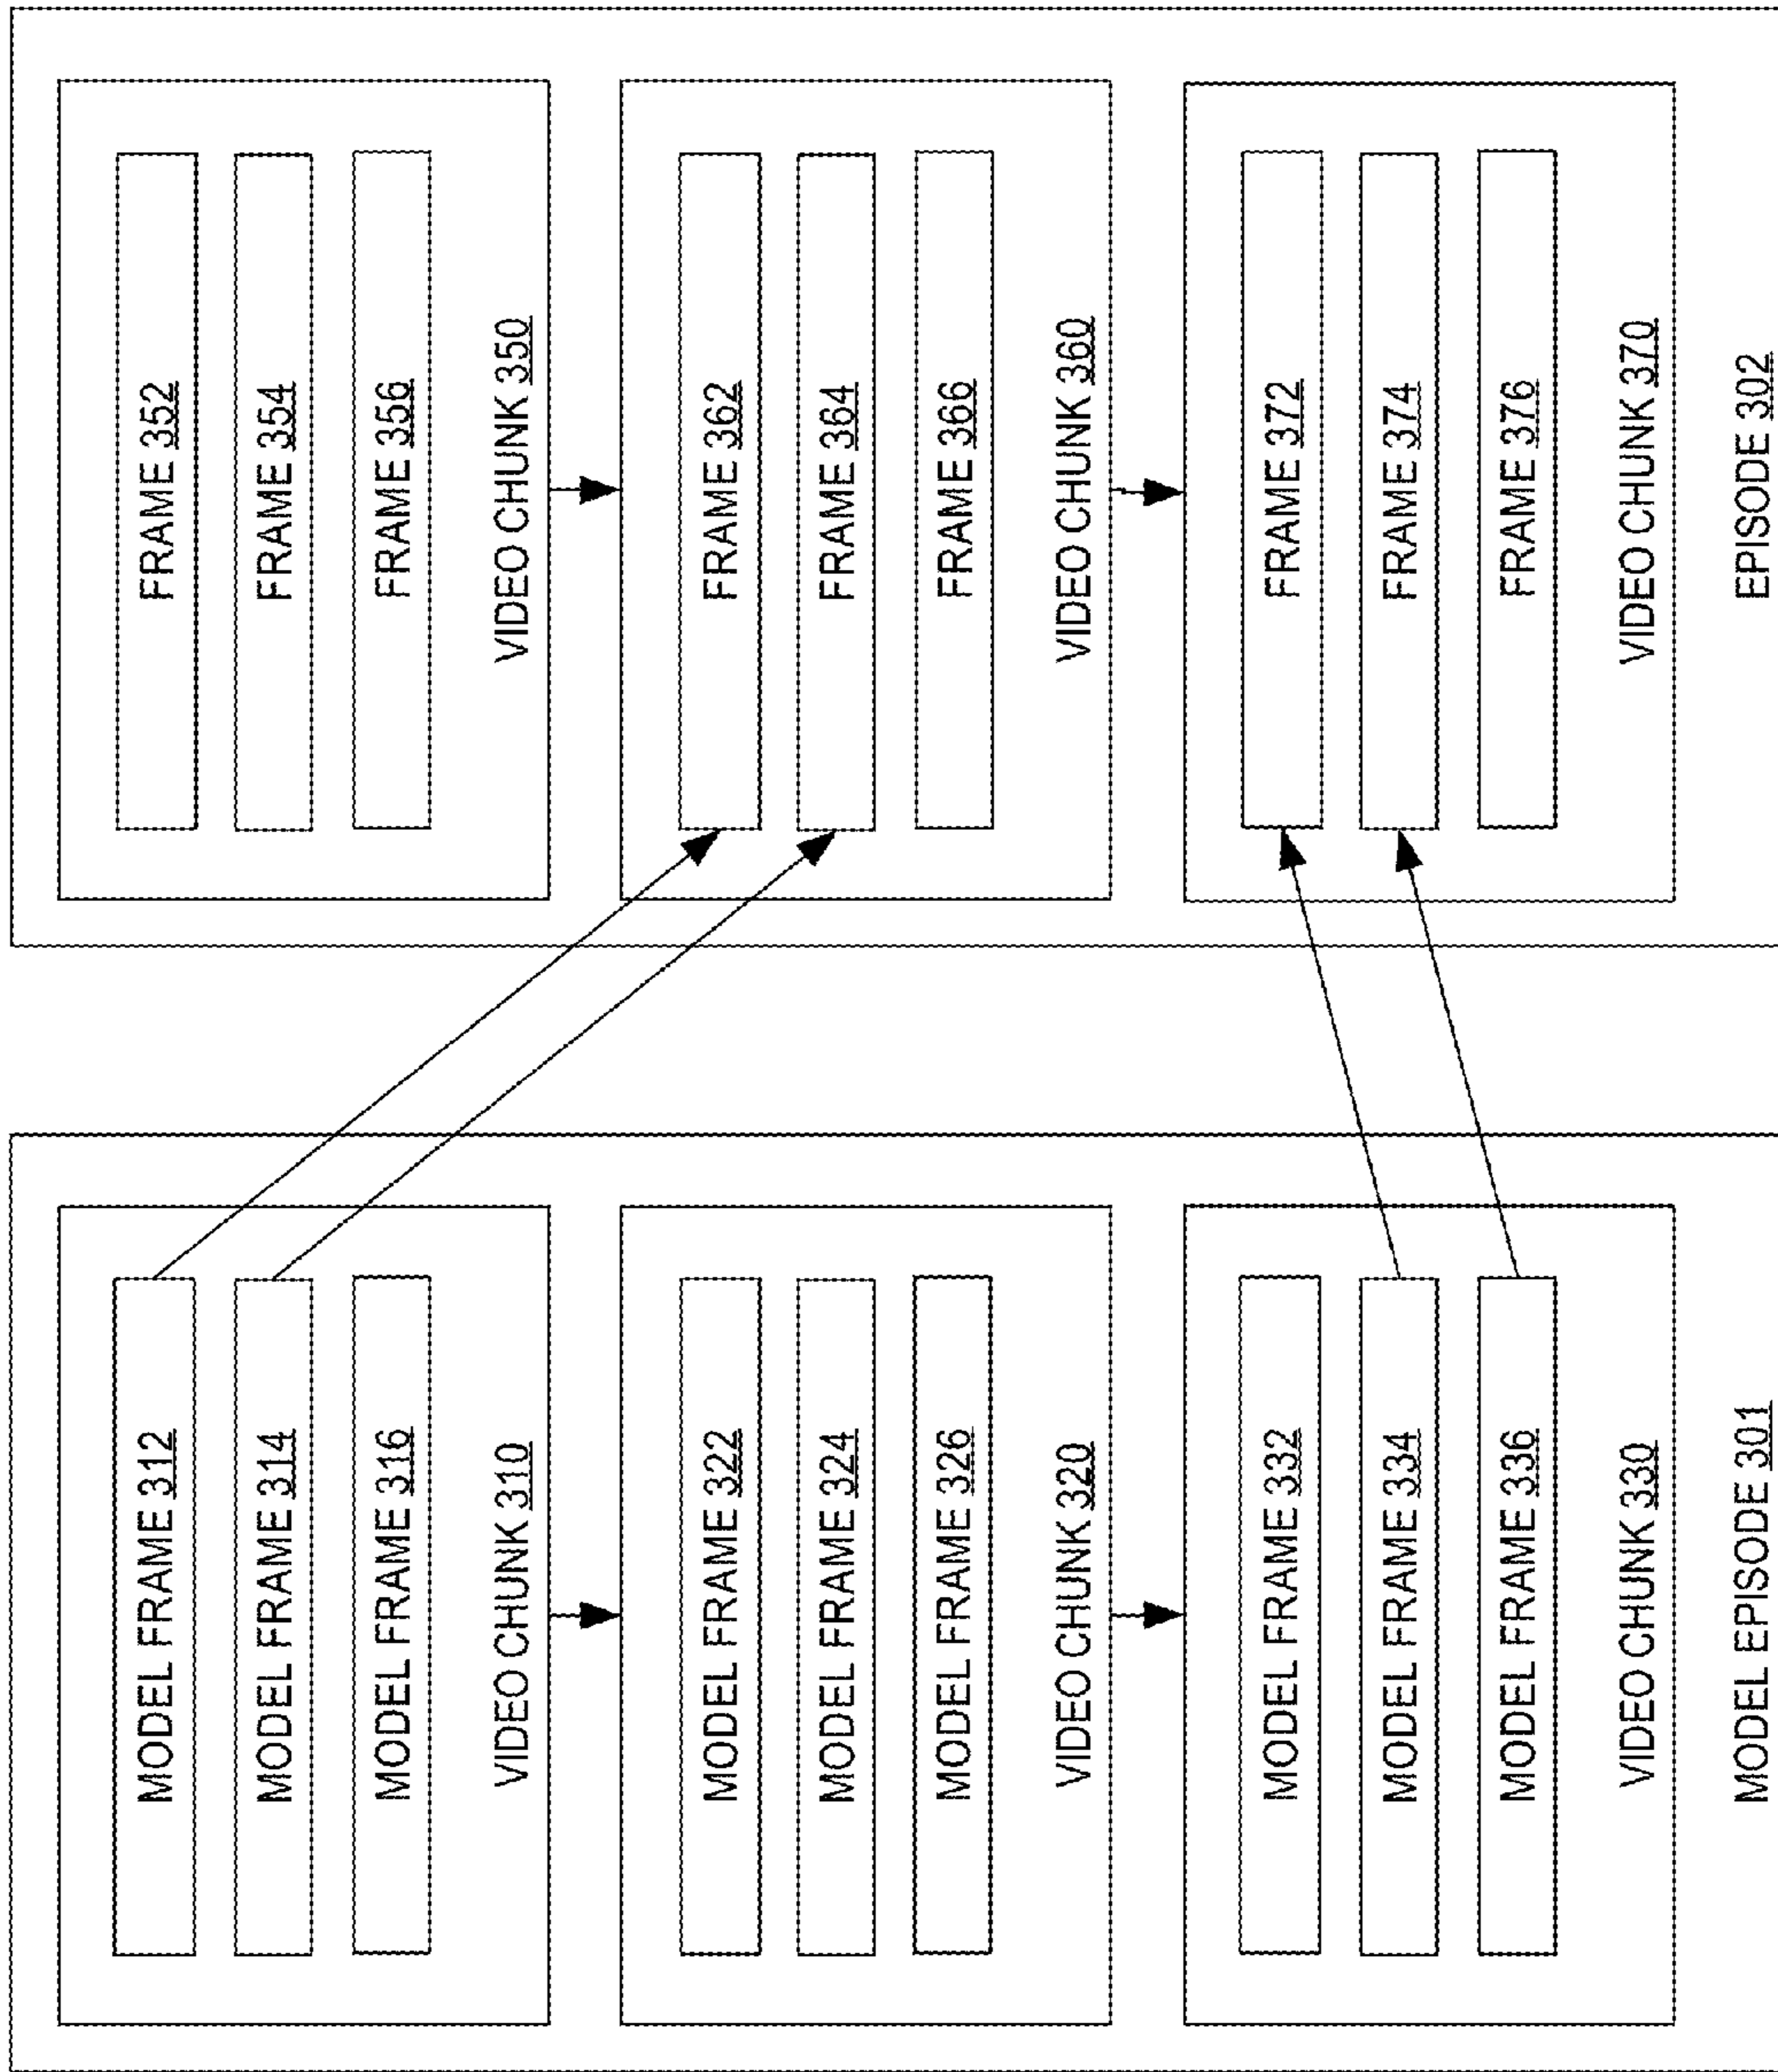 MODEL FRAME 312
MODEL FRAME 314
MODEL FRAME 316
VIDEO CHUNK 310
MODEL FRAME 322
MODEL FRAME 324
MODEL FRAME 326
VIDEO CHUNK 320
MODEL FRAME 332
MODEL FRAME 334
MODEL FRAME 336
VIDEO CHUNK 330
MODEL EPISODE 301
FRAME 352
FRAME 354
FRAME 356
VIDEO CHUNK 350
FRAME 362
FRAME 364
FRAME 366
VIDEO CHUNK 360
FRAME 372
FRAME 374
FRAME 376
VIDEO CHUNK 370
EPISODE 302